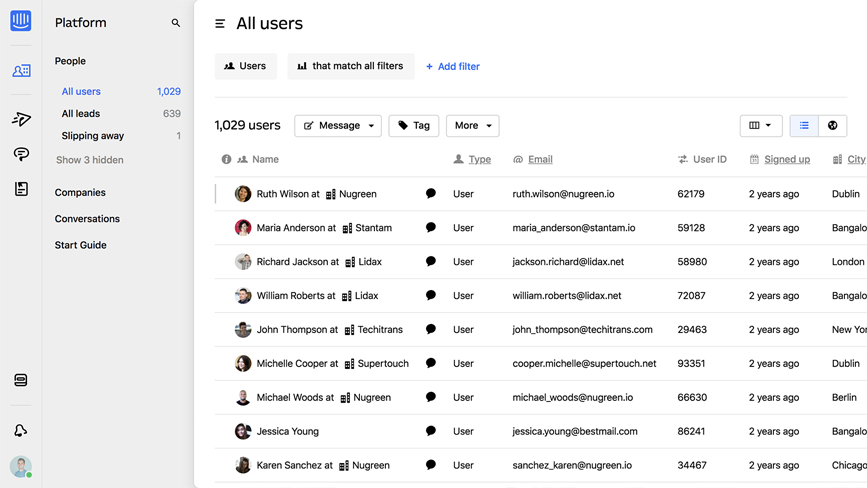 Platform
People
All users 1,029
All leads 639
Slipping away 1
Show 3 hidden
Companies
Conversations
Start Guide
All users
Users that match all filters + Add filter
1,029 users Message Tag More
Name Type Email User ID Signed up City
Ruth Wilson at Nugreen User ruth.wilson@nugreen.io 62179 2 years ago Dublin
Maria Anderson at Stantam User maria_anderson@stantam.io 59128 2 years ago Bangalo
Richard Jackson at Lidax User jackson.richard@lidax.net 58980 2 years ago London
William Roberts at Lidax User william.roberts@lidax.net 72087 2 years ago Bangalo
John Thompson at Techitrans User john_thompson@techitrans.com 29463 2 years ago New Yor
Michelle Cooper at Supertouch User cooper.michelle@supertouch.net 93351 2 years ago Dublin
Michael Woods at Nugreen User michael_woods@nugreen.io 66630 2 years ago Berlin
Jessica Young User jessica.young@bestmail.com 86241 2 years ago Bangalo
Karen Sanchez at Nugreen User sanchez_karen@nugreen.io 34467 2 years ago Chicago